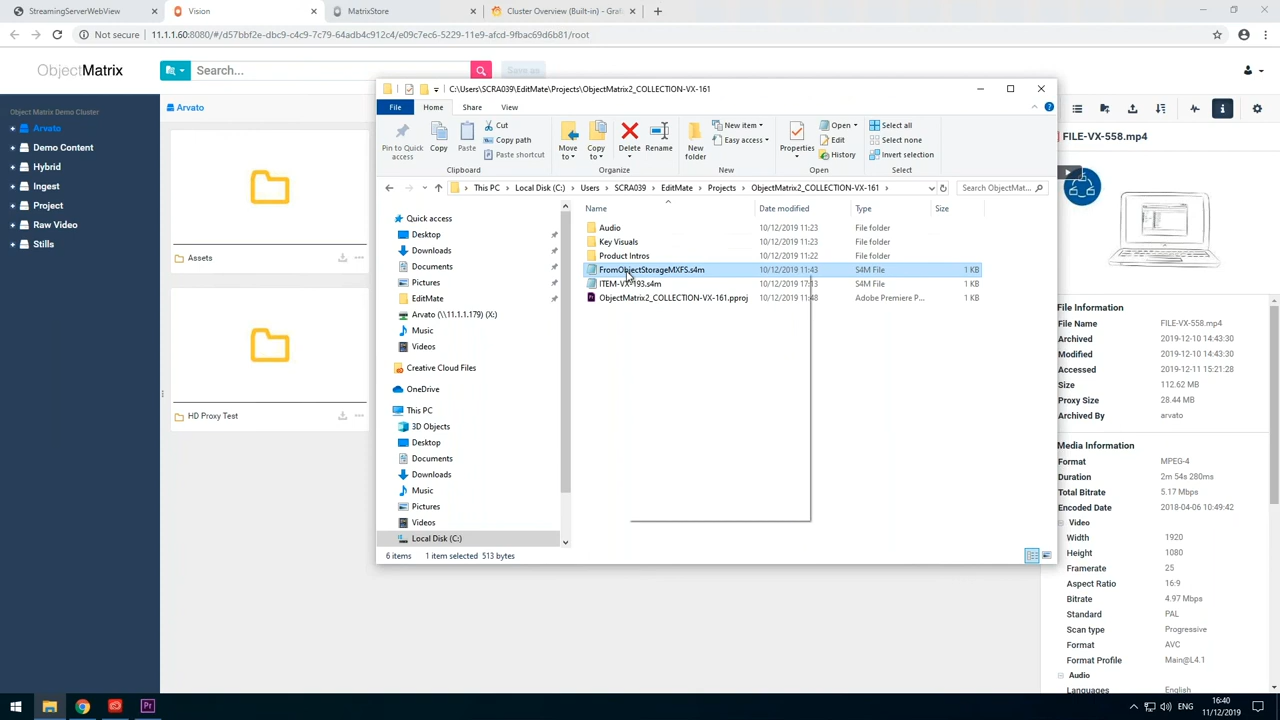 StreamingServerWebView
Vision
MatrixStore
Cluster Overview (Built-in) - Graf
Not secure 11.1.1.60:8080/#/d57bbf2e-dbc9-c4c9-7c79-64adb4c912c4/e09c7ec6-5229-11e9-afcd-9fbac69d6b81/root
ObjectMatrix
Search...
Save as
Object Matrix Demo Cluster
Arvato
Demo Content
Hybrid
Ingest
Project
Raw Video
Stills
Arvato
Assets
HD Proxy Test
C:\Users\SCRA039\EditMate\Projects\ObjectMatrix2_COLLECTION-VX-161
File Home Share View
Pin to Quick access
Copy
Paste
Cut
Copy path
Paste shortcut
Clipboard
Move to
Copy to
Delete
Rename
Organize
New folder
New item
Easy access
New
Properties
Open
Edit
History
Open
Select all
Select none
Invert selection
Select
This PC Local Disk (C:) Users SCRA039 EditMate Projects ObjectMatrix2_COLLECTION-VX-161
Search ObjectMat...
Quick access
Desktop
Downloads
Documents
Pictures
EditMate
Arvato (\\11.1.1.179) (X:)
Music
Videos
Creative Cloud Files
OneDrive
This PC
3D Objects
Desktop
Documents
Downloads
Music
Pictures
Videos
Local Disk (C:)
Name Date modified Type Size
Audio 10/12/2019 11:23 File folder
Key Visuals 10/12/2019 11:23 File folder
Product Intros 10/12/2019 11:22 File folder
FromObjectStorageMXFS.s4m 10/12/2019 11:43 S4M File 1 KB
ITEM-VX-193.s4m 10/12/2019 17:13 S4M File 1 KB
ObjectMatrix2_COLLECTION-VX-161.pproj 10/12/2019 11:48 Adobe Premiere P... 1 KB
6 items 1 item selected 513 bytes
FILE-VX-558.mp4
File Information
File Name FILE-VX-558.mp4
Archived 2019-12-10 14:43:30
Modified 2019-12-10 14:43:30
Accessed 2019-12-11 15:21:28
Size 112.62 MB
Proxy Size 28.44 MB
Archived By arvato
Media Information
Format MPEG-4
Duration 2m 54s 280ms
Total Bitrate 5.17 Mbps
Encoded Date 2018-04-06 10:49:42
Video
Width 1920
Height 1080
Framerate 25
Aspect Ratio 16:9
Bitrate 4.97 Mbps
Standard PAL
Scan type Progressive
Format AVC
Format Profile Main@L4.1
Audio
Languages English
Pr
ENG
16:40
11/12/2019